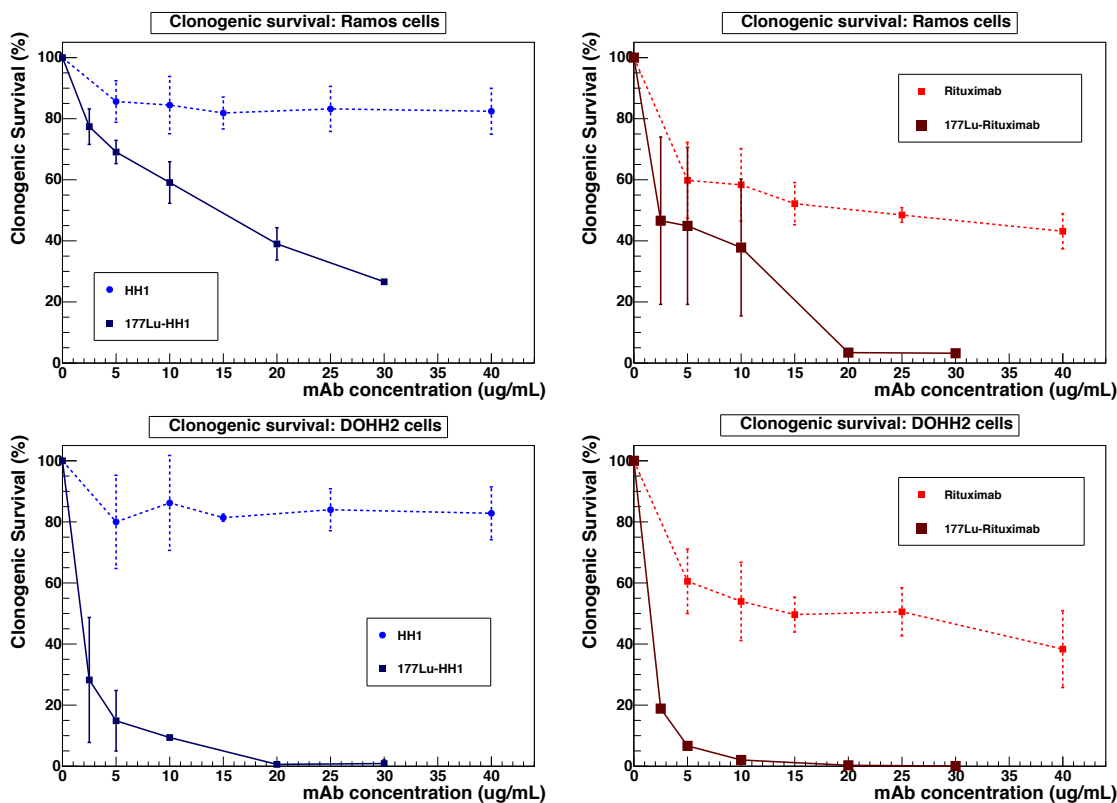 Clonogenic survival: Ramos cells
Clonogenic Survival (%)
100
80
60
40
20
0
HH1
177Lu-HH1
0 5 10 15 20 25 30 35 40
mAb concentration (ug/mL)
Clonogenic survival: Ramos cells
Clonogenic Survival (%)
100
80
60
40
20
0
Rituximab
177Lu-Rituximab
0 5 10 15 20 25 30 35 40
mAb concentration (ug/mL)
Clonogenic survival: DOHH2 cells
Clonogenic Survival (%)
100
80
60
40
20
0
HH1
177Lu-HH1
0 5 10 15 20 25 30 35 40
mAb concentration (ug/mL)
Clonogenic survival: DOHH2 cells
Clonogenic Survival (%)
100
80
60
40
20
0
Rituximab
177Lu-Rituximab
0 5 10 15 20 25 30 35 40
mAb concentration (ug/mL)